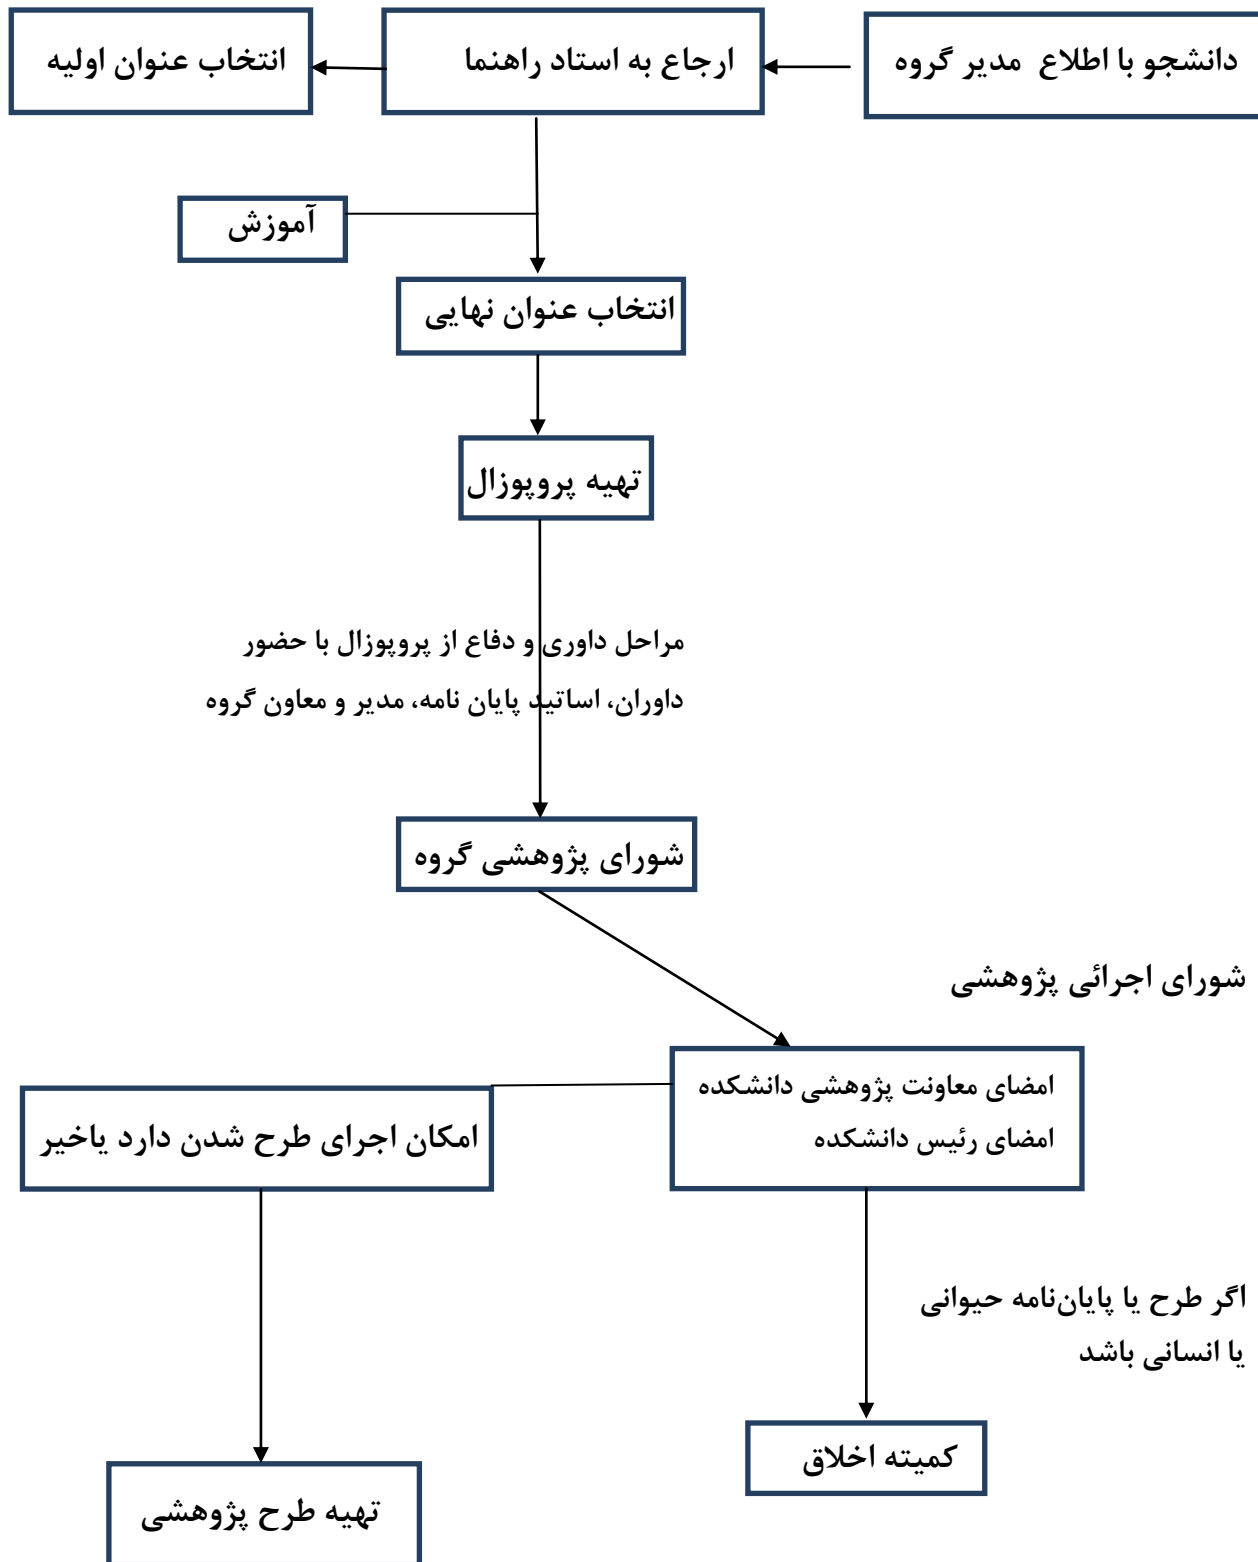 دانشجو با اطلاع مدیر گروه
ارجاع به استاد راهنما
انتخاب عنوان اولیه
آموزش
انتخاب عنوان نهایی
تهیه پروپوزال
مراحل داوری و دفاع از پروپوزال با حضور
داوران، اساتید پایان نامه، مدیر و معاون گروه
شورای پژوهشی گروه
شورای اجرائی پژوهشی
امضای معاونت پژوهشی دانشکده
امضای رئیس دانشکده
امکان اجرای طرح شدن دارد یاخیر
اگر طرح یا پایان‌نامه حیوانی
یا انسانی باشد
کمیته اخلاق
تهیه طرح پژوهشی